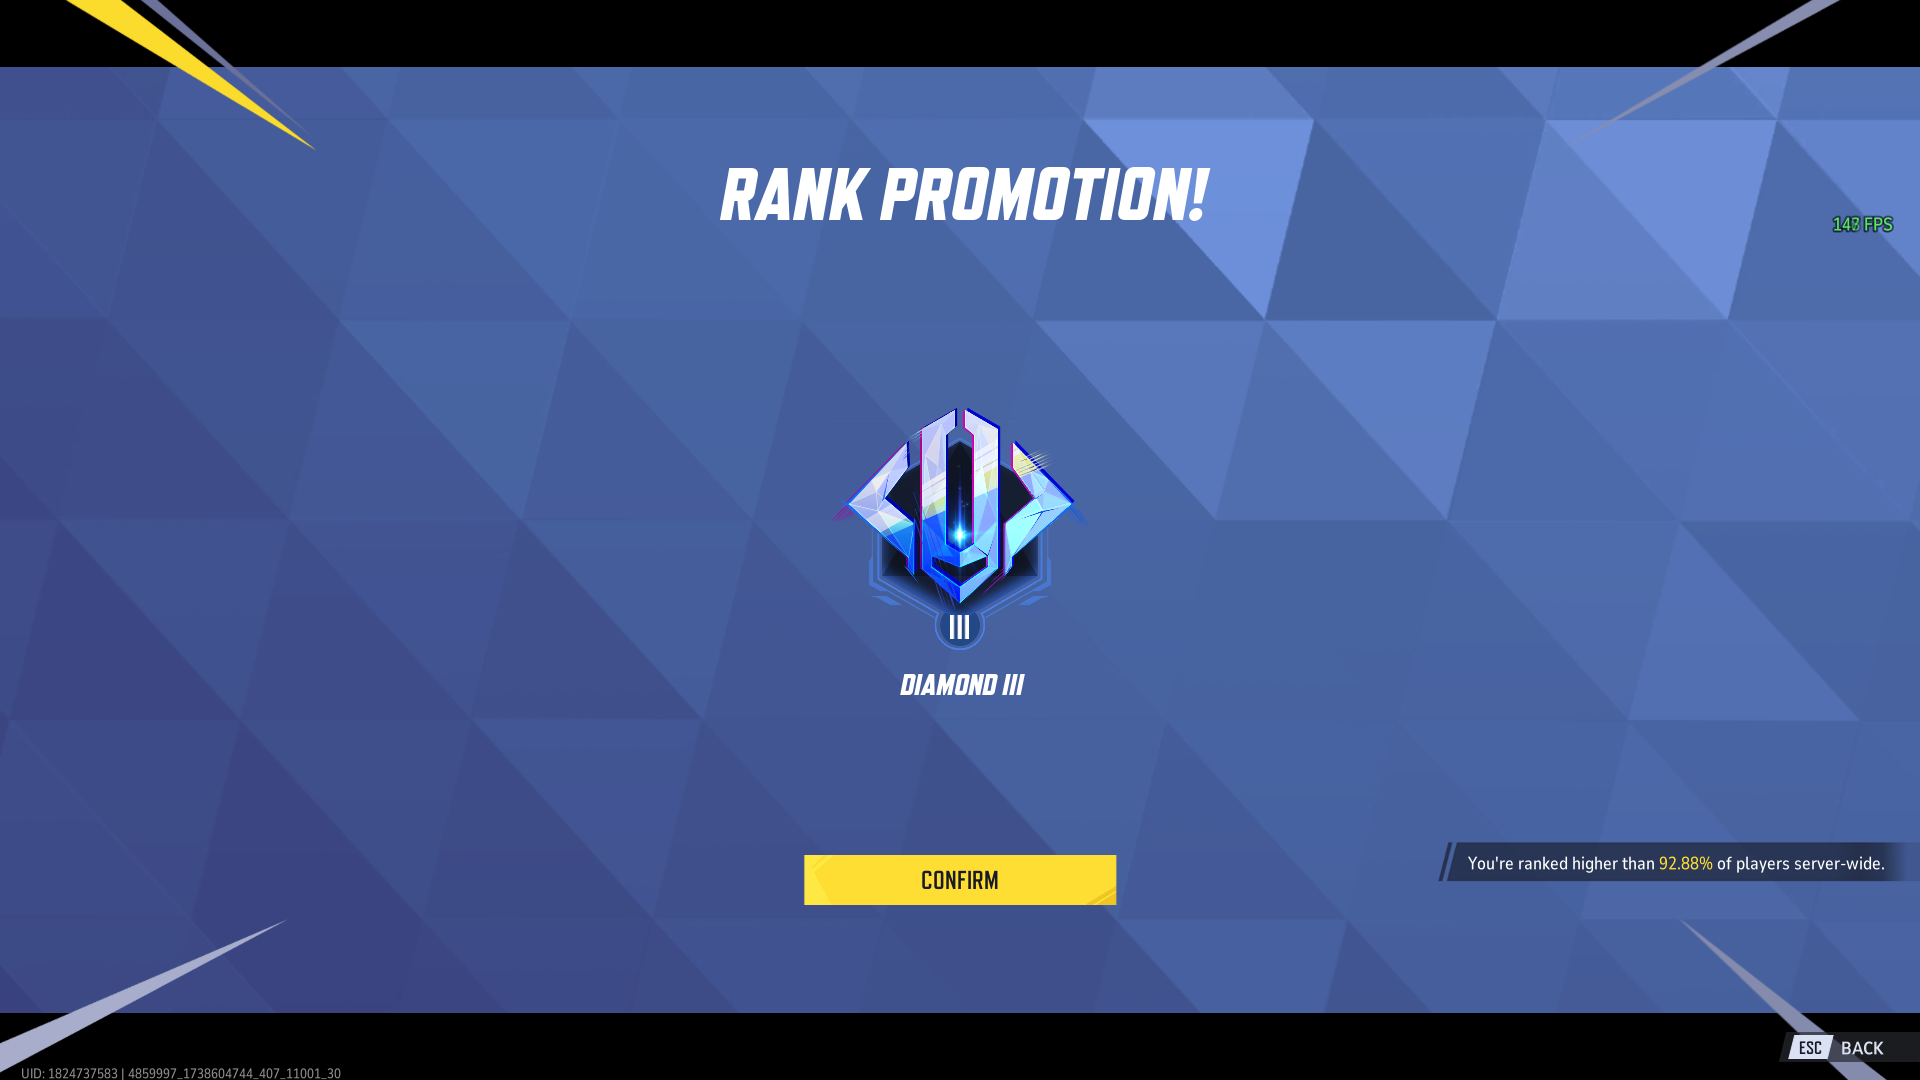 RANK PROMOTION!
FPS
III
DIAMOND III
CONFIRM
You're ranked higher than 92.88% of players server-wide.
ESC BACK
UID: 1824737583 | 4859997_1738604744_407_11001_30